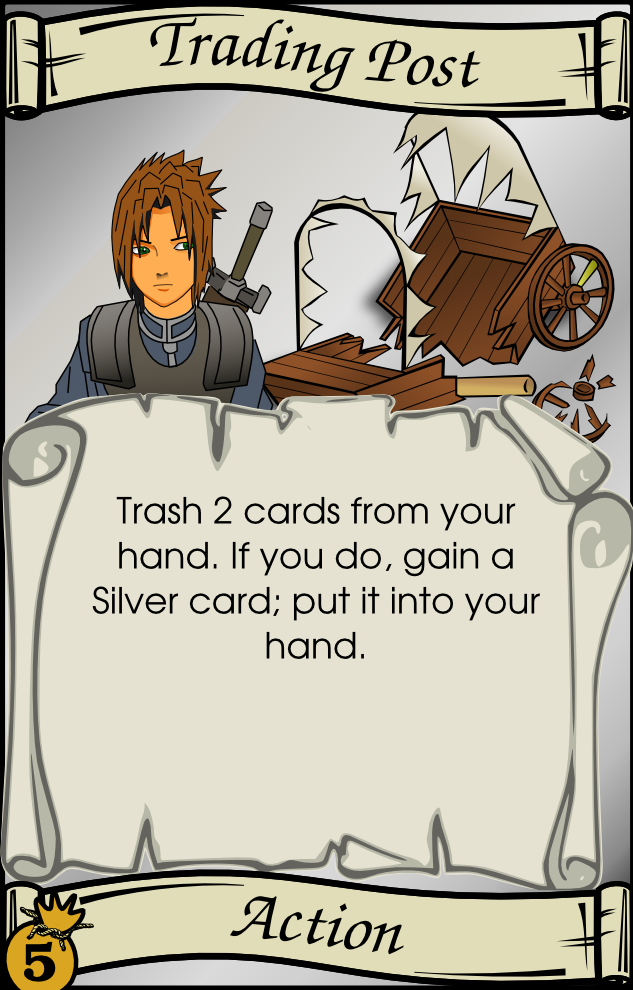 Trading Post
Trash 2 cards from your
hand. If you do, gain a
Silver card; put it into your
hand.
Action
5